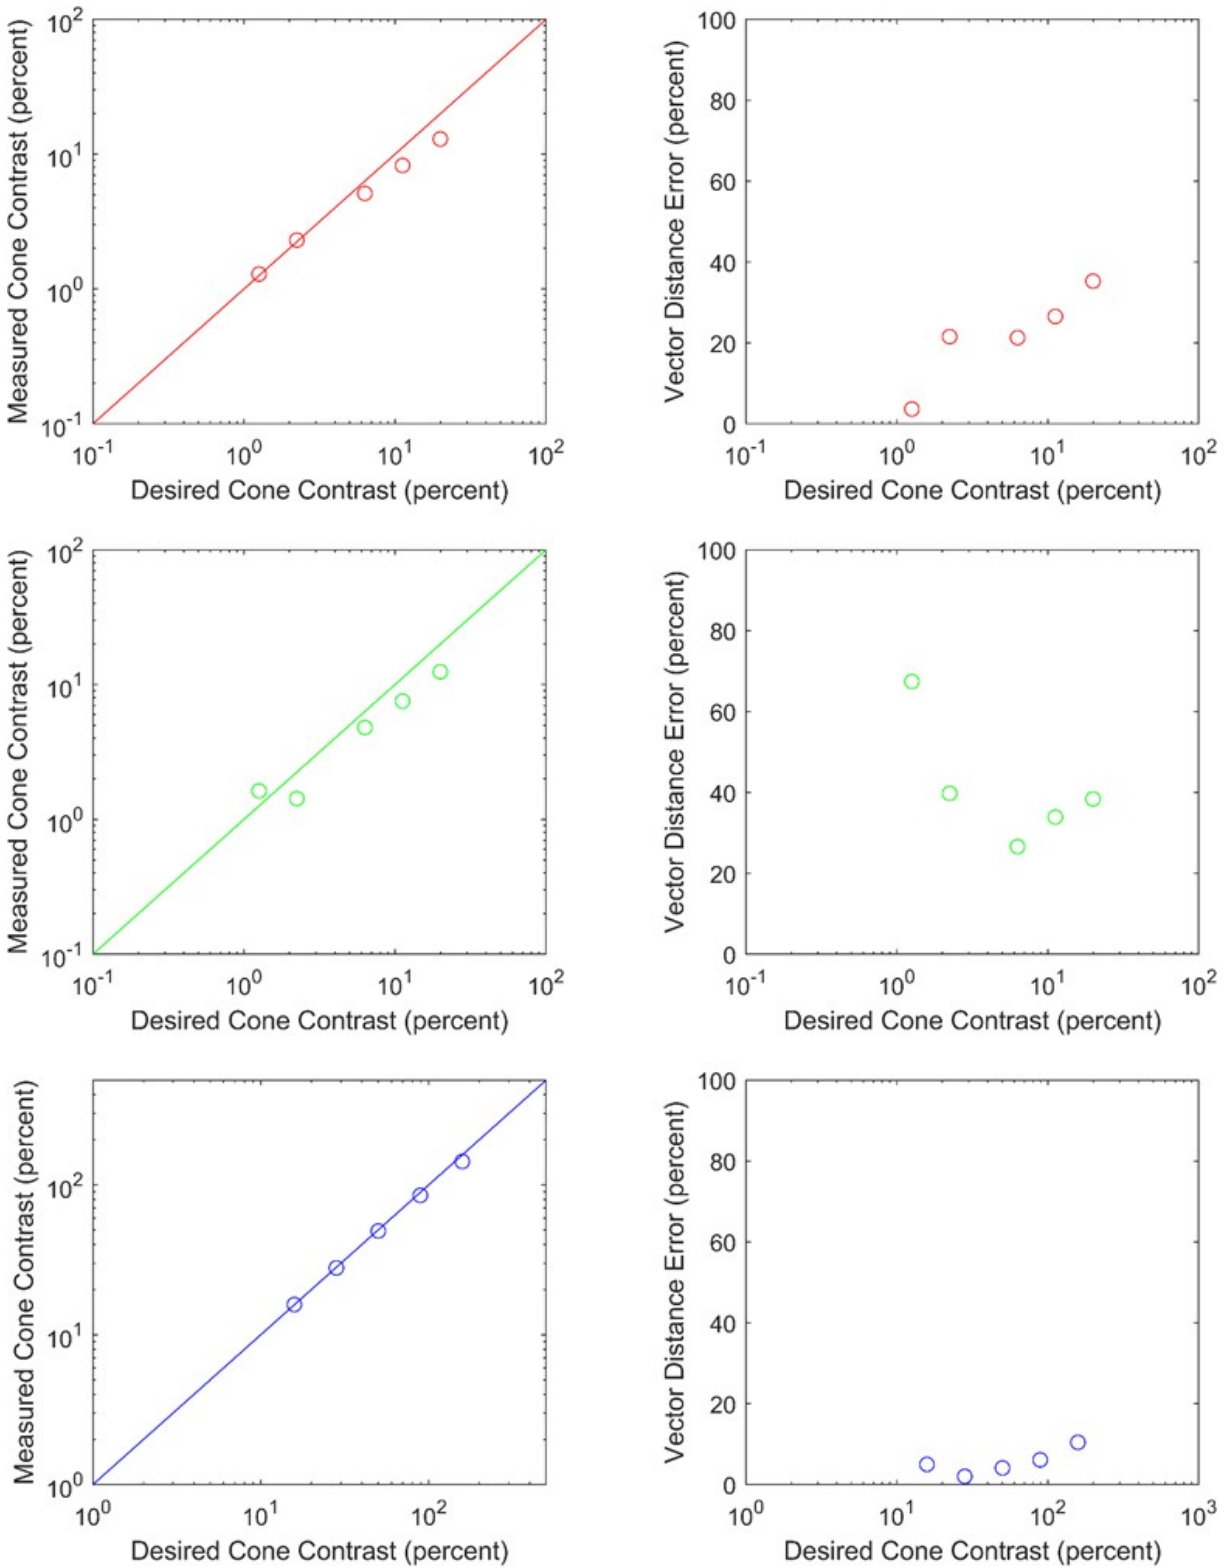 Measured Cone Contrast (percent)
10^2
10^1
10^0
10^-1
10^-1 10^0 10^1 10^2
Desired Cone Contrast (percent)
Vector Distance Error (percent)
100
80
60
40
20
0
10^-1 10^0 10^1 10^2
Desired Cone Contrast (percent)
Measured Cone Contrast (percent)
10^2
10^1
10^0
10^-1
10^-1 10^0 10^1 10^2
Desired Cone Contrast (percent)
Vector Distance Error (percent)
100
80
60
40
20
0
10^-1 10^0 10^1 10^2
Desired Cone Contrast (percent)
Measured Cone Contrast (percent)
10^2
10^1
10^0
10^0 10^1 10^2
Desired Cone Contrast (percent)
Vector Distance Error (percent)
100
80
60
40
20
0
10^0 10^1 10^2 10^3
Desired Cone Contrast (percent)